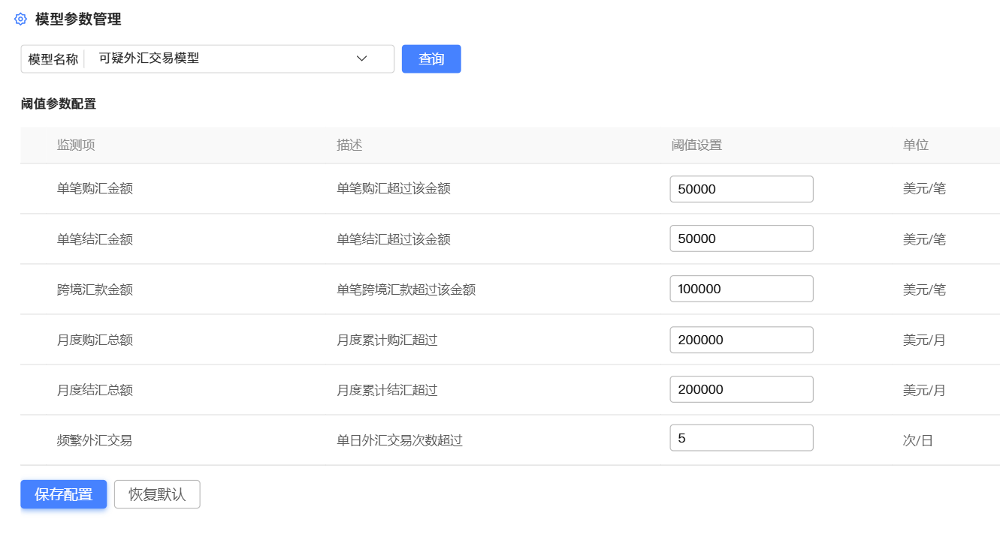 模型参数管理
模型名称 可疑外汇交易模型 查询
阈值参数配置
监测项 描述 阈值设置 单位
单笔购汇金额 单笔购汇超过该金额 50000 美元/笔
单笔结汇金额 单笔结汇超过该金额 50000 美元/笔
跨境汇款金额 单笔跨境汇款超过该金额 100000 美元/笔
月度购汇总额 月度累计购汇超过 200000 美元/月
月度结汇总额 月度累计结汇超过 200000 美元/月
频繁外汇交易 单日外汇交易次数超过 5 次/日
保存配置 恢复默认